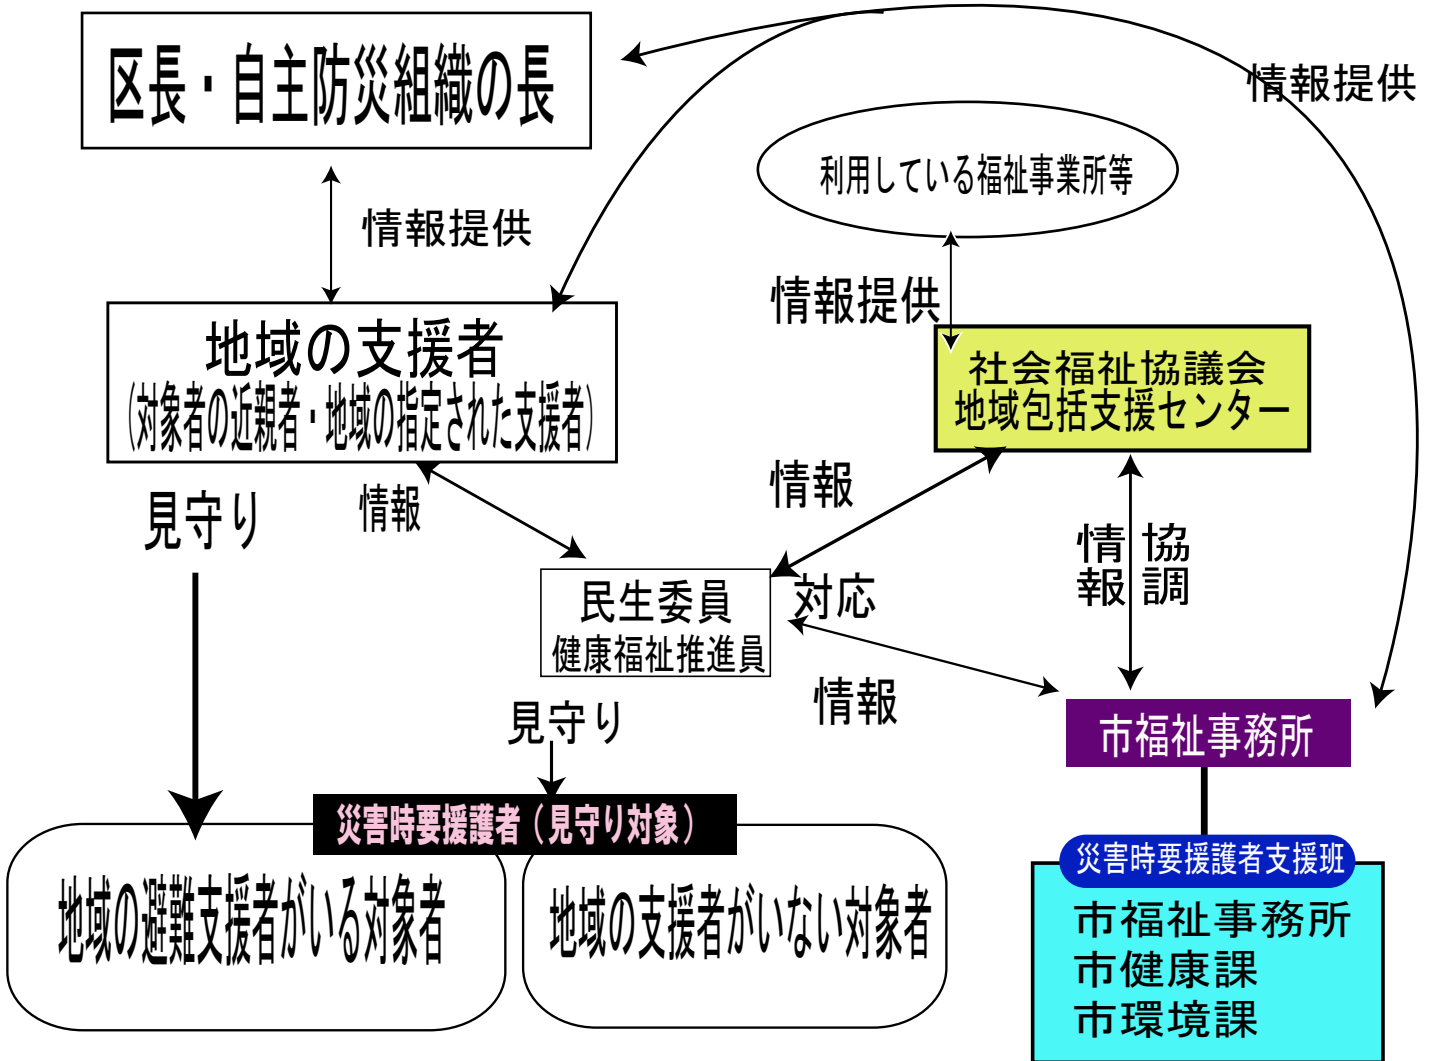 区長・自主防災組織の長
情報提供
利用している福祉事業所等
情報提供
情報提供
地域の支援者
（対象者の近親者・地域の指定された支援者）
社会福祉協議会
地域包括支援センター
見守り
情報
情報
情報
協調
民生委員
健康福祉推進員
対応
情報
見守り
市福祉事務所
災害時要援護者（見守り対象）
地域の避難支援者がいる対象者
地域の支援者がいない対象者
災害時要援護者支援班
市福祉事務所
市健康課
市環境課